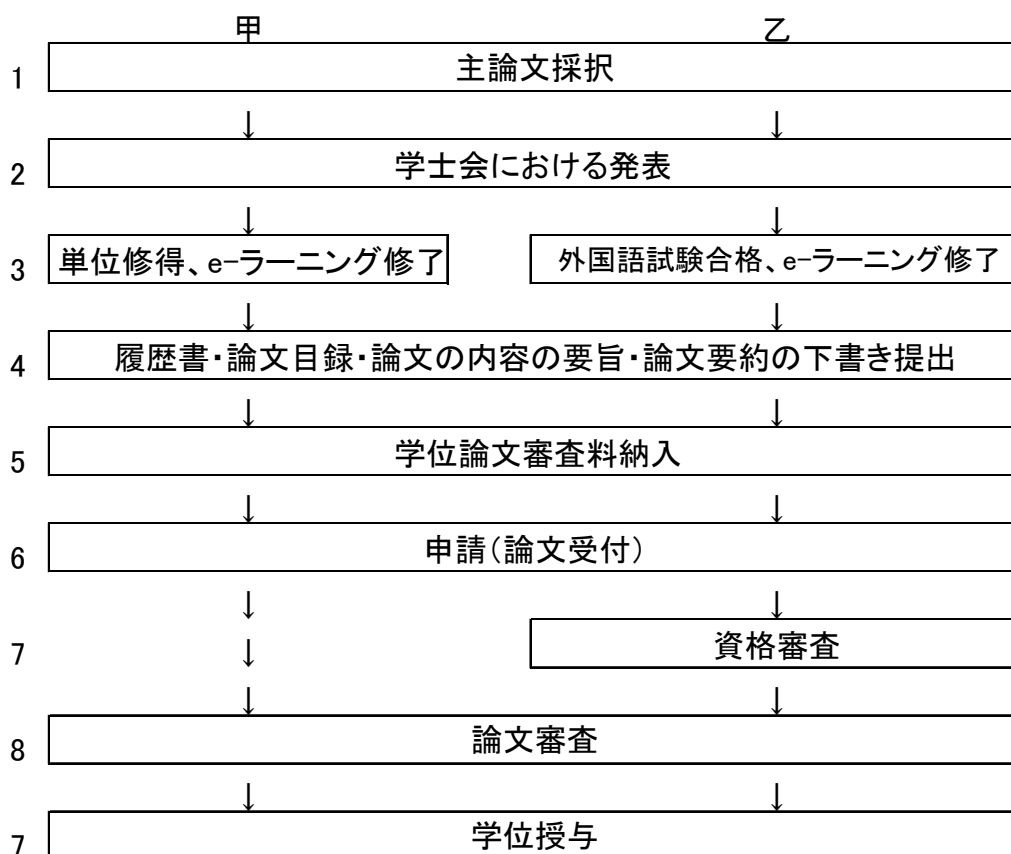 甲 乙
1 主論文採択
↓ ↓
2 学士会における発表
↓ ↓
3 単位修得、e-ラーニング修了 外国語試験合格、e-ラーニング修了
↓ ↓
4 履歴書・論文目録・論文の内容の要旨・論文要約の下書き提出
↓ ↓
5 学位論文審査料納入
↓ ↓
6 申請(論文受付)
↓ ↓
7 ↓ 資格審査
↓ ↓
8 論文審査
↓ ↓
7 学位授与